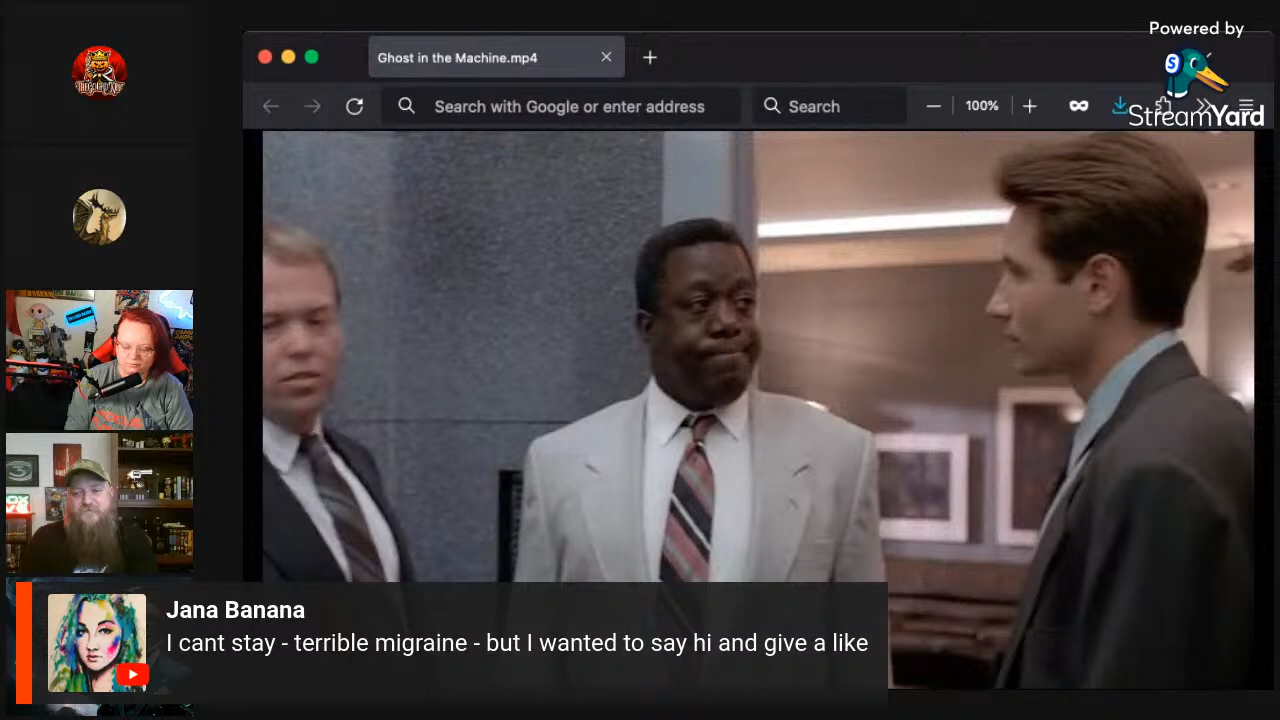 Powered by
StreamYard
Ghost in the Machine.mp4
Search with Google or enter address
Search
100%
Jana Banana
I cant stay - terrible migraine - but I wanted to say hi and give a like